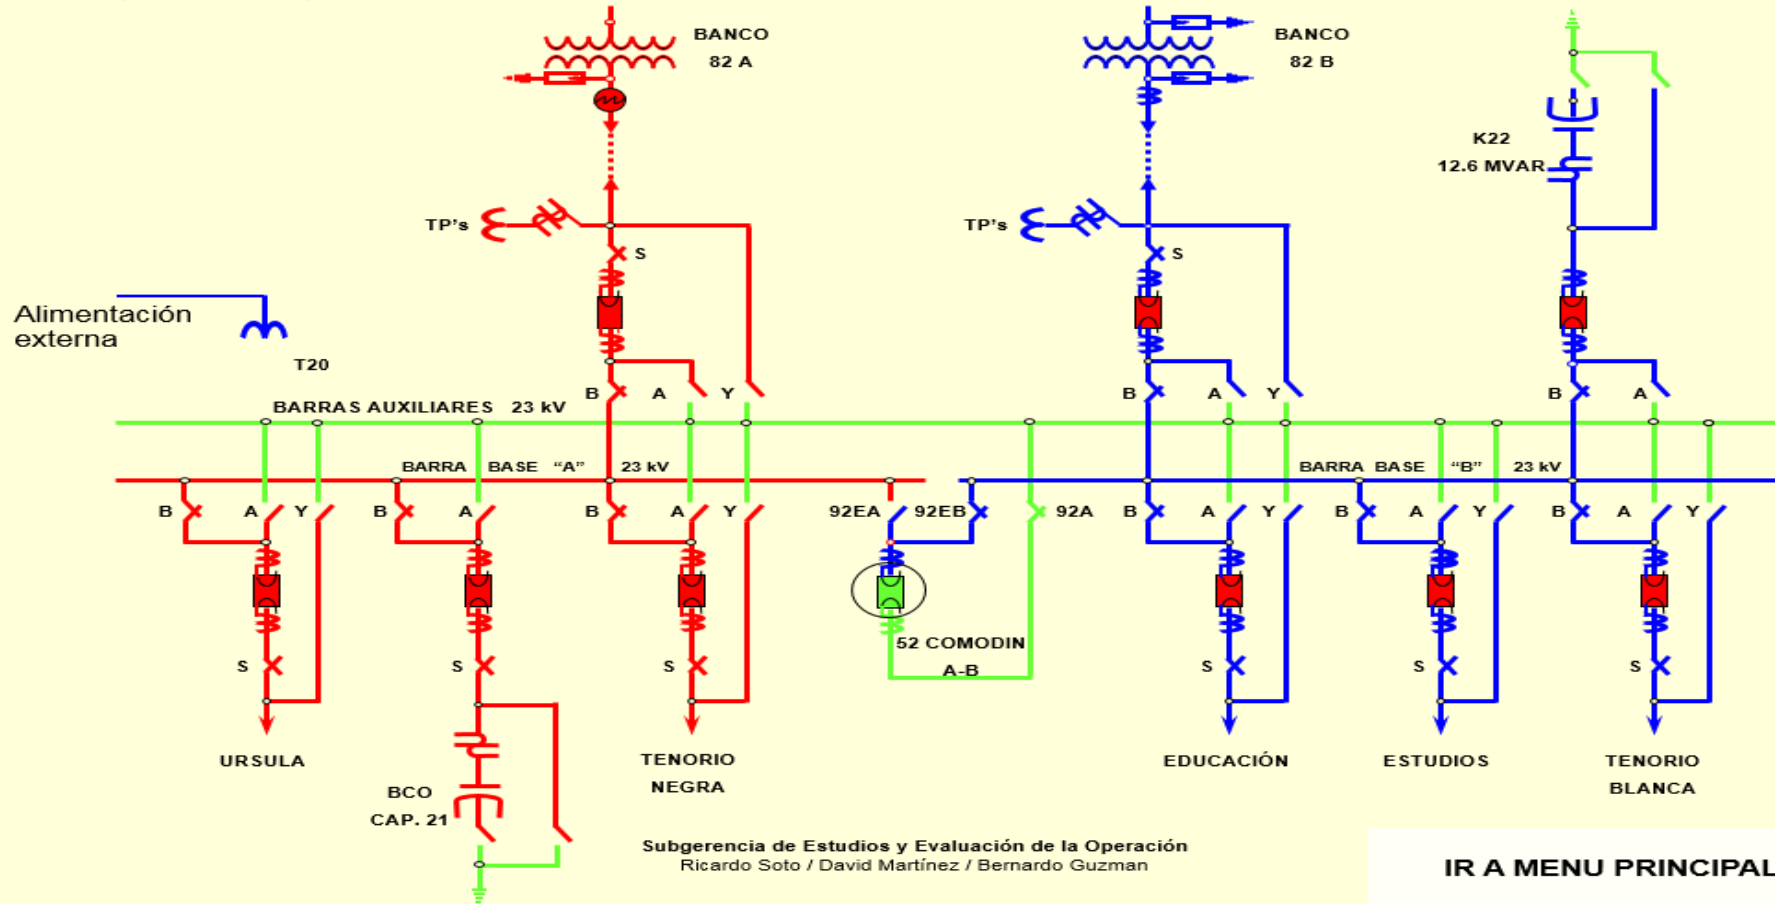 BANCO
82 A
BANCO
82 B
K22
12.6 MVAR
TP's
TP's
S
S
Alimentación
externa
T20
B A Y
B A Y
B A
BARRAS AUXILIARES 23 kV
BARRA BASE "A" 23 kV
BARRA BASE "B" 23 kV
B A Y B A B A Y 92EA 92EB 92A B A Y B A Y B A Y
52 COMODIN
A-B
S S S S S S
URSULA
TENORIO
NEGRA
EDUCACIÓN
ESTUDIOS
TENORIO
BLANCA
BCO
CAP. 21
Subgerencia de Estudios y Evaluación de la Operación
Ricardo Soto / David Martínez / Bernardo Guzman
IR A MENU PRINCIPAL